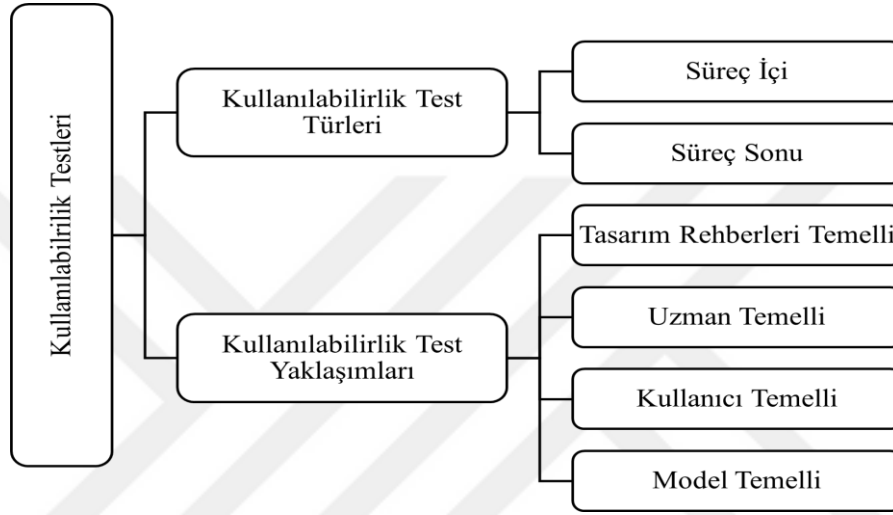 Kullanılabrilik Testleri
Kullanılabilirlik Test
Türleri
Süreç İçi
Süreç Sonu
Kullanılabilirlik Test
Yaklaşımları
Tasarım Rehberleri Temelli
Uzman Temelli
Kullanıcı Temelli
Model Temelli